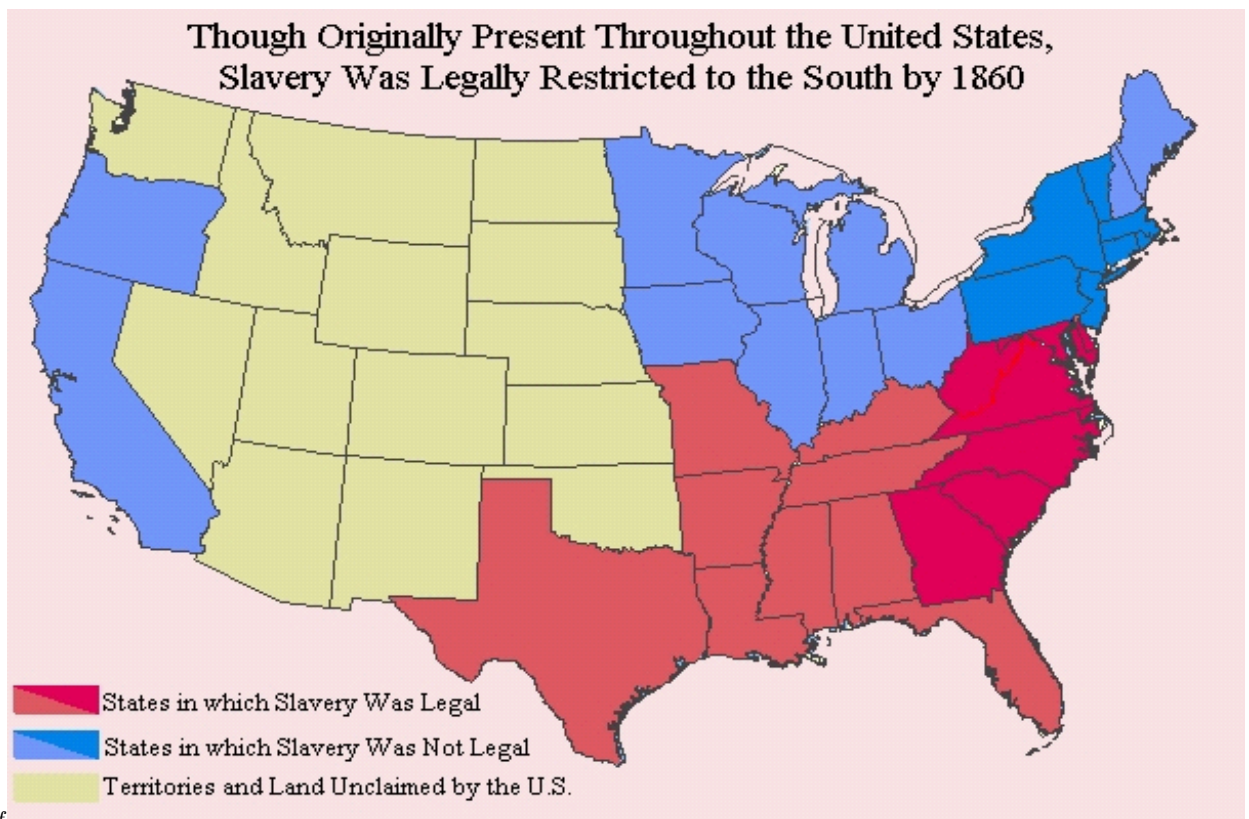 Though Originally Present Throughout the United States,
Slavery Was Legally Restricted to the South by 1860
States in which Slavery Was Legal
States in which Slavery Was Not Legal
Territories and Land Unclaimed by the U.S.